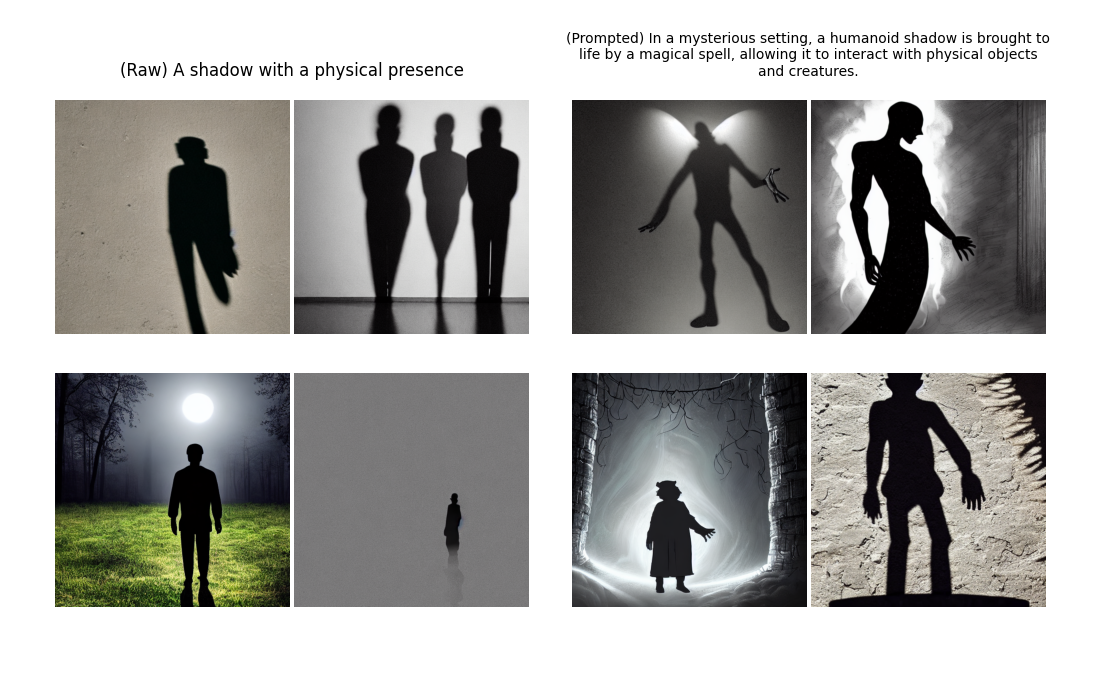 (Raw) A shadow with a physical presence
(Prompted) In a mysterious setting, a humanoid shadow is brought to
life by a magical spell, allowing it to interact with physical objects
and creatures.